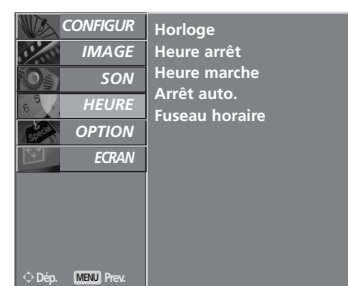 CONFIGUR
IMAGE
SON
HEURE
OPTION
ECRAN
Horloge
Heure arrêt
Heure marche
Arrêt auto.
Fuseau horaire
Dép. MENU Prev.